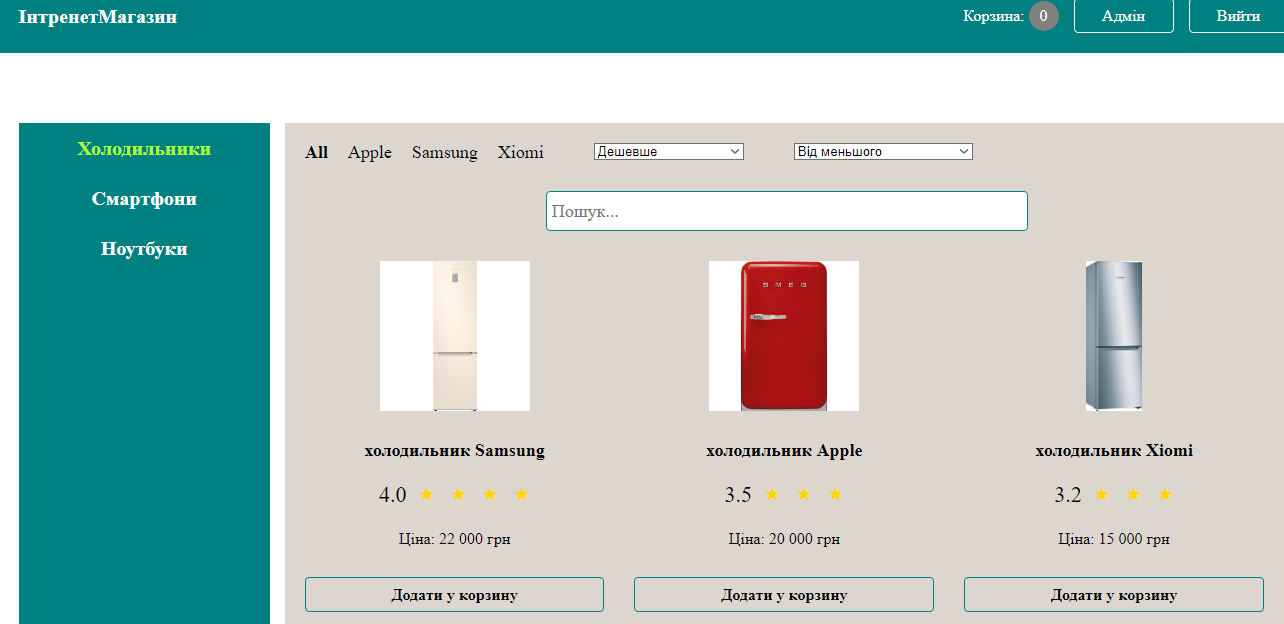 ІнтренетМагазин
Корзина: 0
Адмін
Вийти
Холодильники
Смартфони
Ноутбуки
All Apple Samsung Xiomi
Дешевше
Від меньшого
Пошук...
SMEG
холодильник Samsung
4.0 ★ ★ ★ ★
Ціна: 22 000 грн
Додати у корзину
холодильник Apple
3.5 ★ ★ ★
Ціна: 20 000 грн
Додати у корзину
холодильник Xiomi
3.2 ★ ★ ★
Ціна: 15 000 грн
Додати у корзину